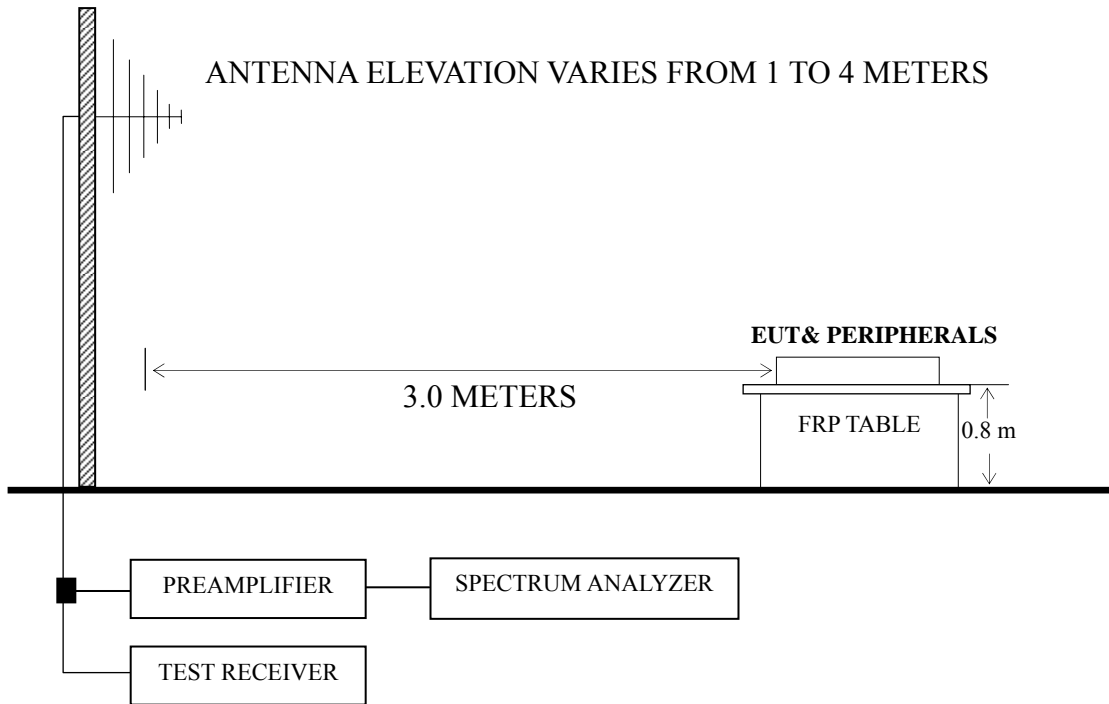 ANTENNA ELEVATION VARIES FROM 1 TO 4 METERS
EUT& PERIPHERALS
3.0 METERS
FRP TABLE
0.8 m
PREAMPLIFIER
SPECTRUM ANALYZER
TEST RECEIVER